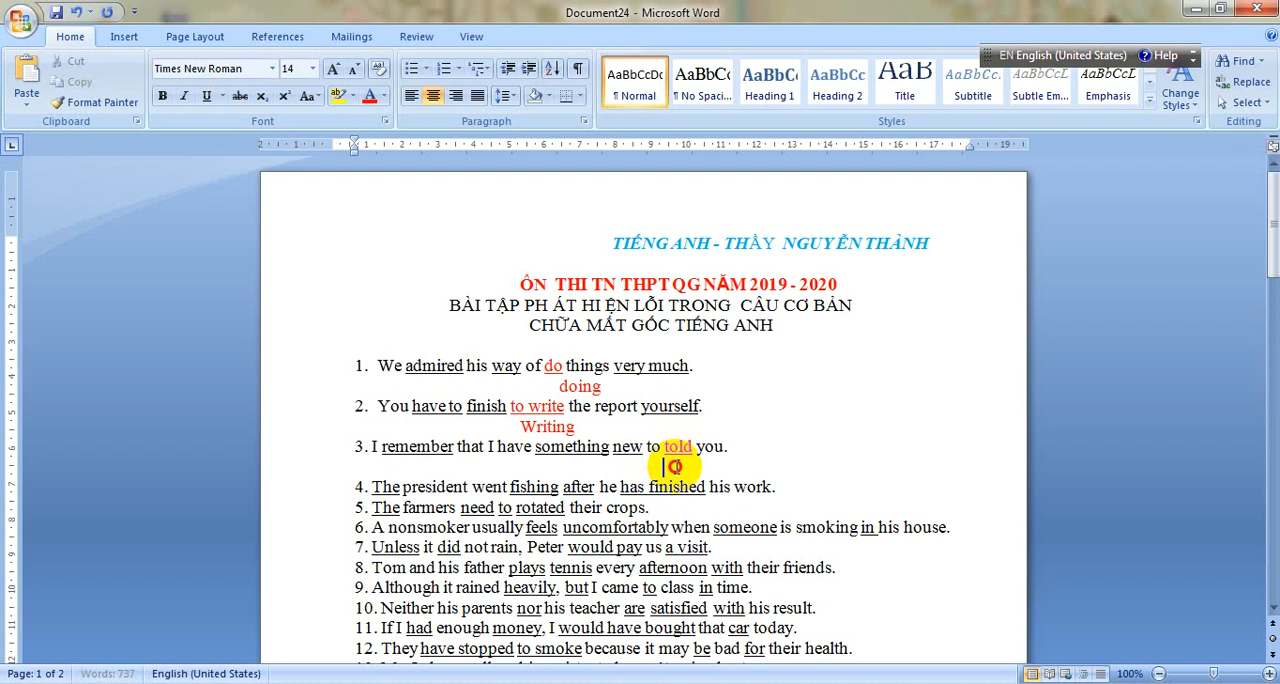 Document24 - Microsoft Word
Home Insert Page Layout References Mailings Review View
EN English (United States) Help
Paste Cut Copy Format Painter
Times New Roman 14
AaBbCcDc AaBbCc AaBbC AaBbCc AaB AaBbCc. AaBbCcL AaBbCcL
¶ Normal ¶ No Spaci... Heading 1 Heading 2 Title Subtitle Subtle Em... Emphasis
Change Styles
Find Replace Select
Clipboard Font Paragraph Styles Editing
TIẾNG ANH - THẦY NGUYỄN THÀNH
ÔN THI TN THPT QG NĂM 2019 - 2020
BÀI TẬP PH ÁT HI ỆN LỖI TRONG CÂU CƠ BẢN
CHỮA MẤT GỐC TIẾNG ANH
1. We admired his way of do things very much.
doing
2. You have to finish to write the report yourself.
Writing
3. I remember that I have something new to told you.
4. The president went fishing after he has finished his work.
5. The farmers need to rotated their crops.
6. A nonsmoker usually feels uncomfortably when someone is smoking in his house.
7. Unless it did not rain, Peter would pay us a visit.
8. Tom and his father plays tennis every afternoon with their friends.
9. Although it rained heavily, but I came to class in time.
10. Neither his parents nor his teacher are satisfied with his result.
11. If I had enough money, I would have bought that car today.
12. They have stopped to smoke because it may be bad for their health.
Page: 1 of 2 Words: 737 English (United States) 100%